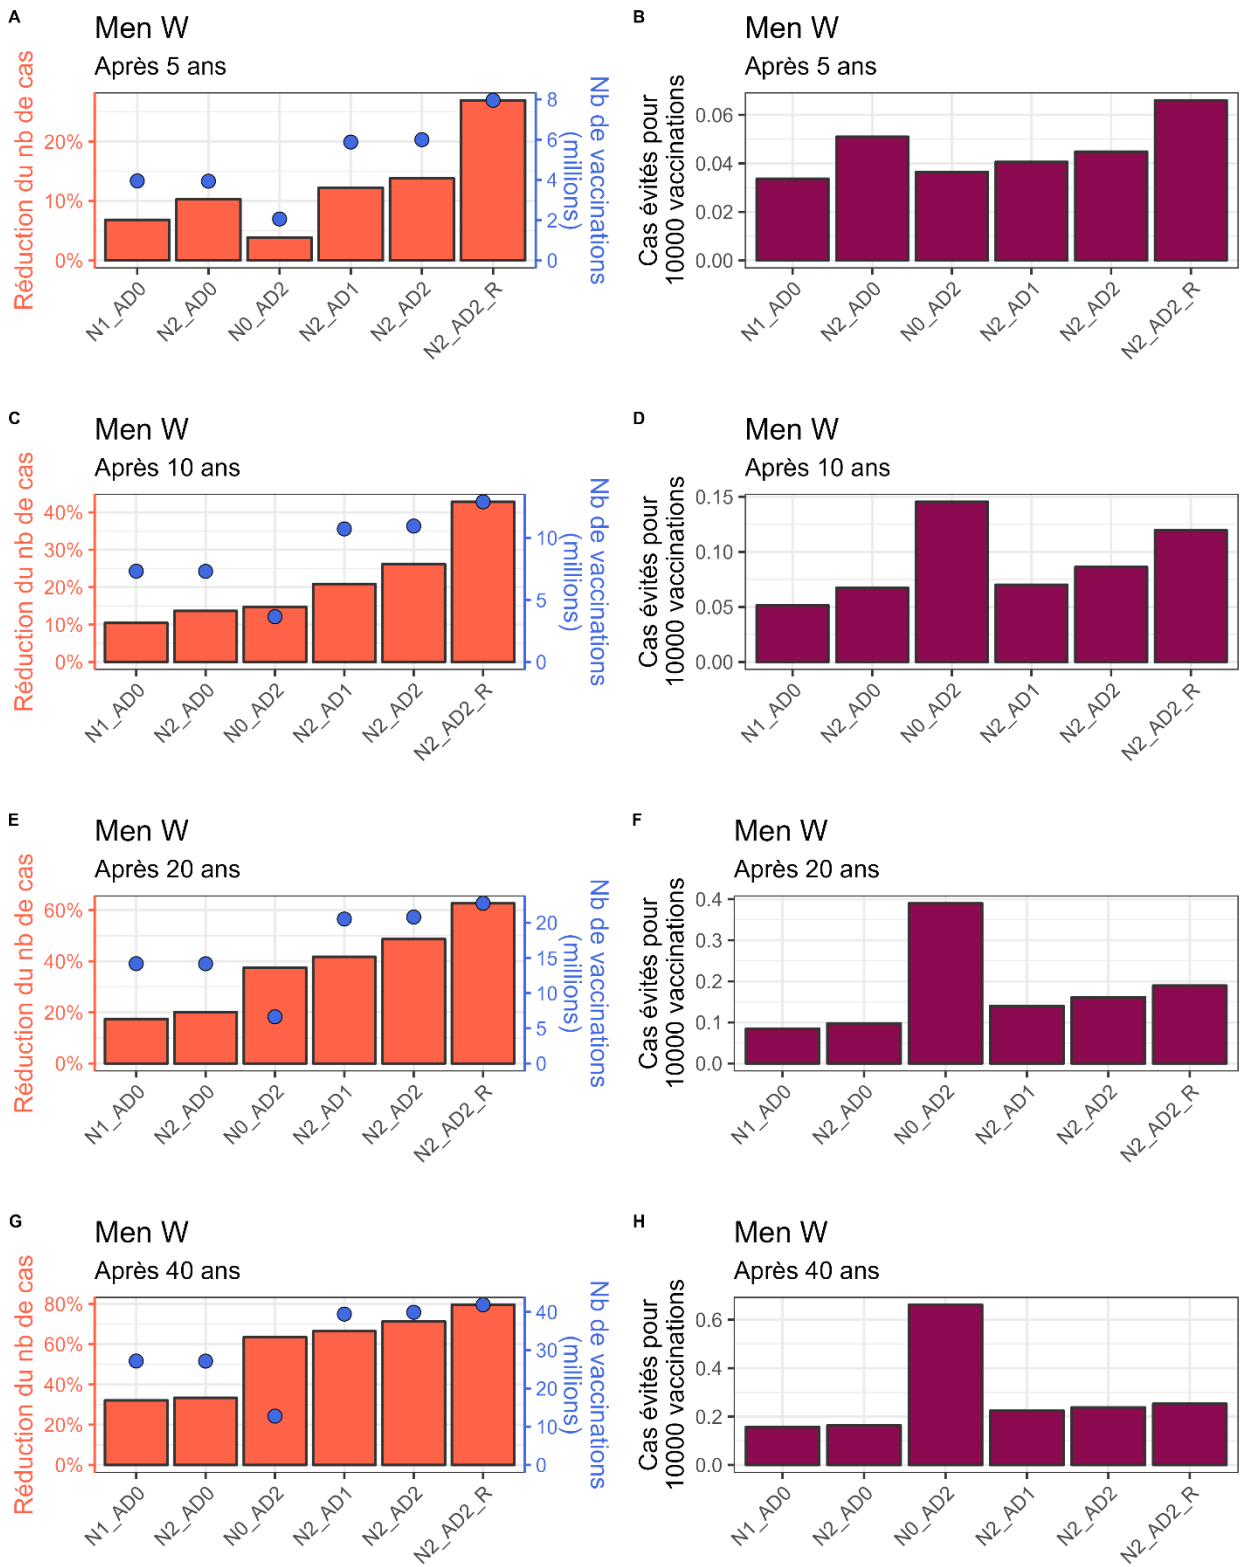 A
Men W
Après 5 ans
Réduction du nb de cas
20%
10%
0%
8
6
4
2
0
Nb de vaccinations
(millions)
N1_AD0
N2_AD0
N0_AD2
N2_AD1
N2_AD2
N2_AD2_R
B
Men W
Après 5 ans
Cas évités pour
10000 vaccinations
0.06
0.04
0.02
0.00
N1_AD0
N2_AD0
N0_AD2
N2_AD1
N2_AD2
N2_AD2_R
C
Men W
Après 10 ans
Réduction du nb de cas
40%
30%
20%
10%
0%
10
5
0
Nb de vaccinations
(millions)
N1_AD0
N2_AD0
N0_AD2
N2_AD1
N2_AD2
N2_AD2_R
D
Men W
Après 10 ans
Cas évités pour
10000 vaccinations
0.15
0.10
0.05
0.00
N1_AD0
N2_AD0
N0_AD2
N2_AD1
N2_AD2
N2_AD2_R
E
Men W
Après 20 ans
Réduction du nb de cas
60%
40%
20%
0%
20
15
10
5
0
Nb de vaccinations
(millions)
N1_AD0
N2_AD0
N0_AD2
N2_AD1
N2_AD2
N2_AD2_R
F
Men W
Après 20 ans
Cas évités pour
10000 vaccinations
0.4
0.3
0.2
0.1
0.0
N1_AD0
N2_AD0
N0_AD2
N2_AD1
N2_AD2
N2_AD2_R
G
Men W
Après 40 ans
Réduction du nb de cas
80%
60%
40%
20%
0%
40
30
20
10
0
Nb de vaccinations
(millions)
N1_AD0
N2_AD0
N0_AD2
N2_AD1
N2_AD2
N2_AD2_R
H
Men W
Après 40 ans
Cas évités pour
10000 vaccinations
0.6
0.4
0.2
0.0
N1_AD0
N2_AD0
N0_AD2
N2_AD1
N2_AD2
N2_AD2_R